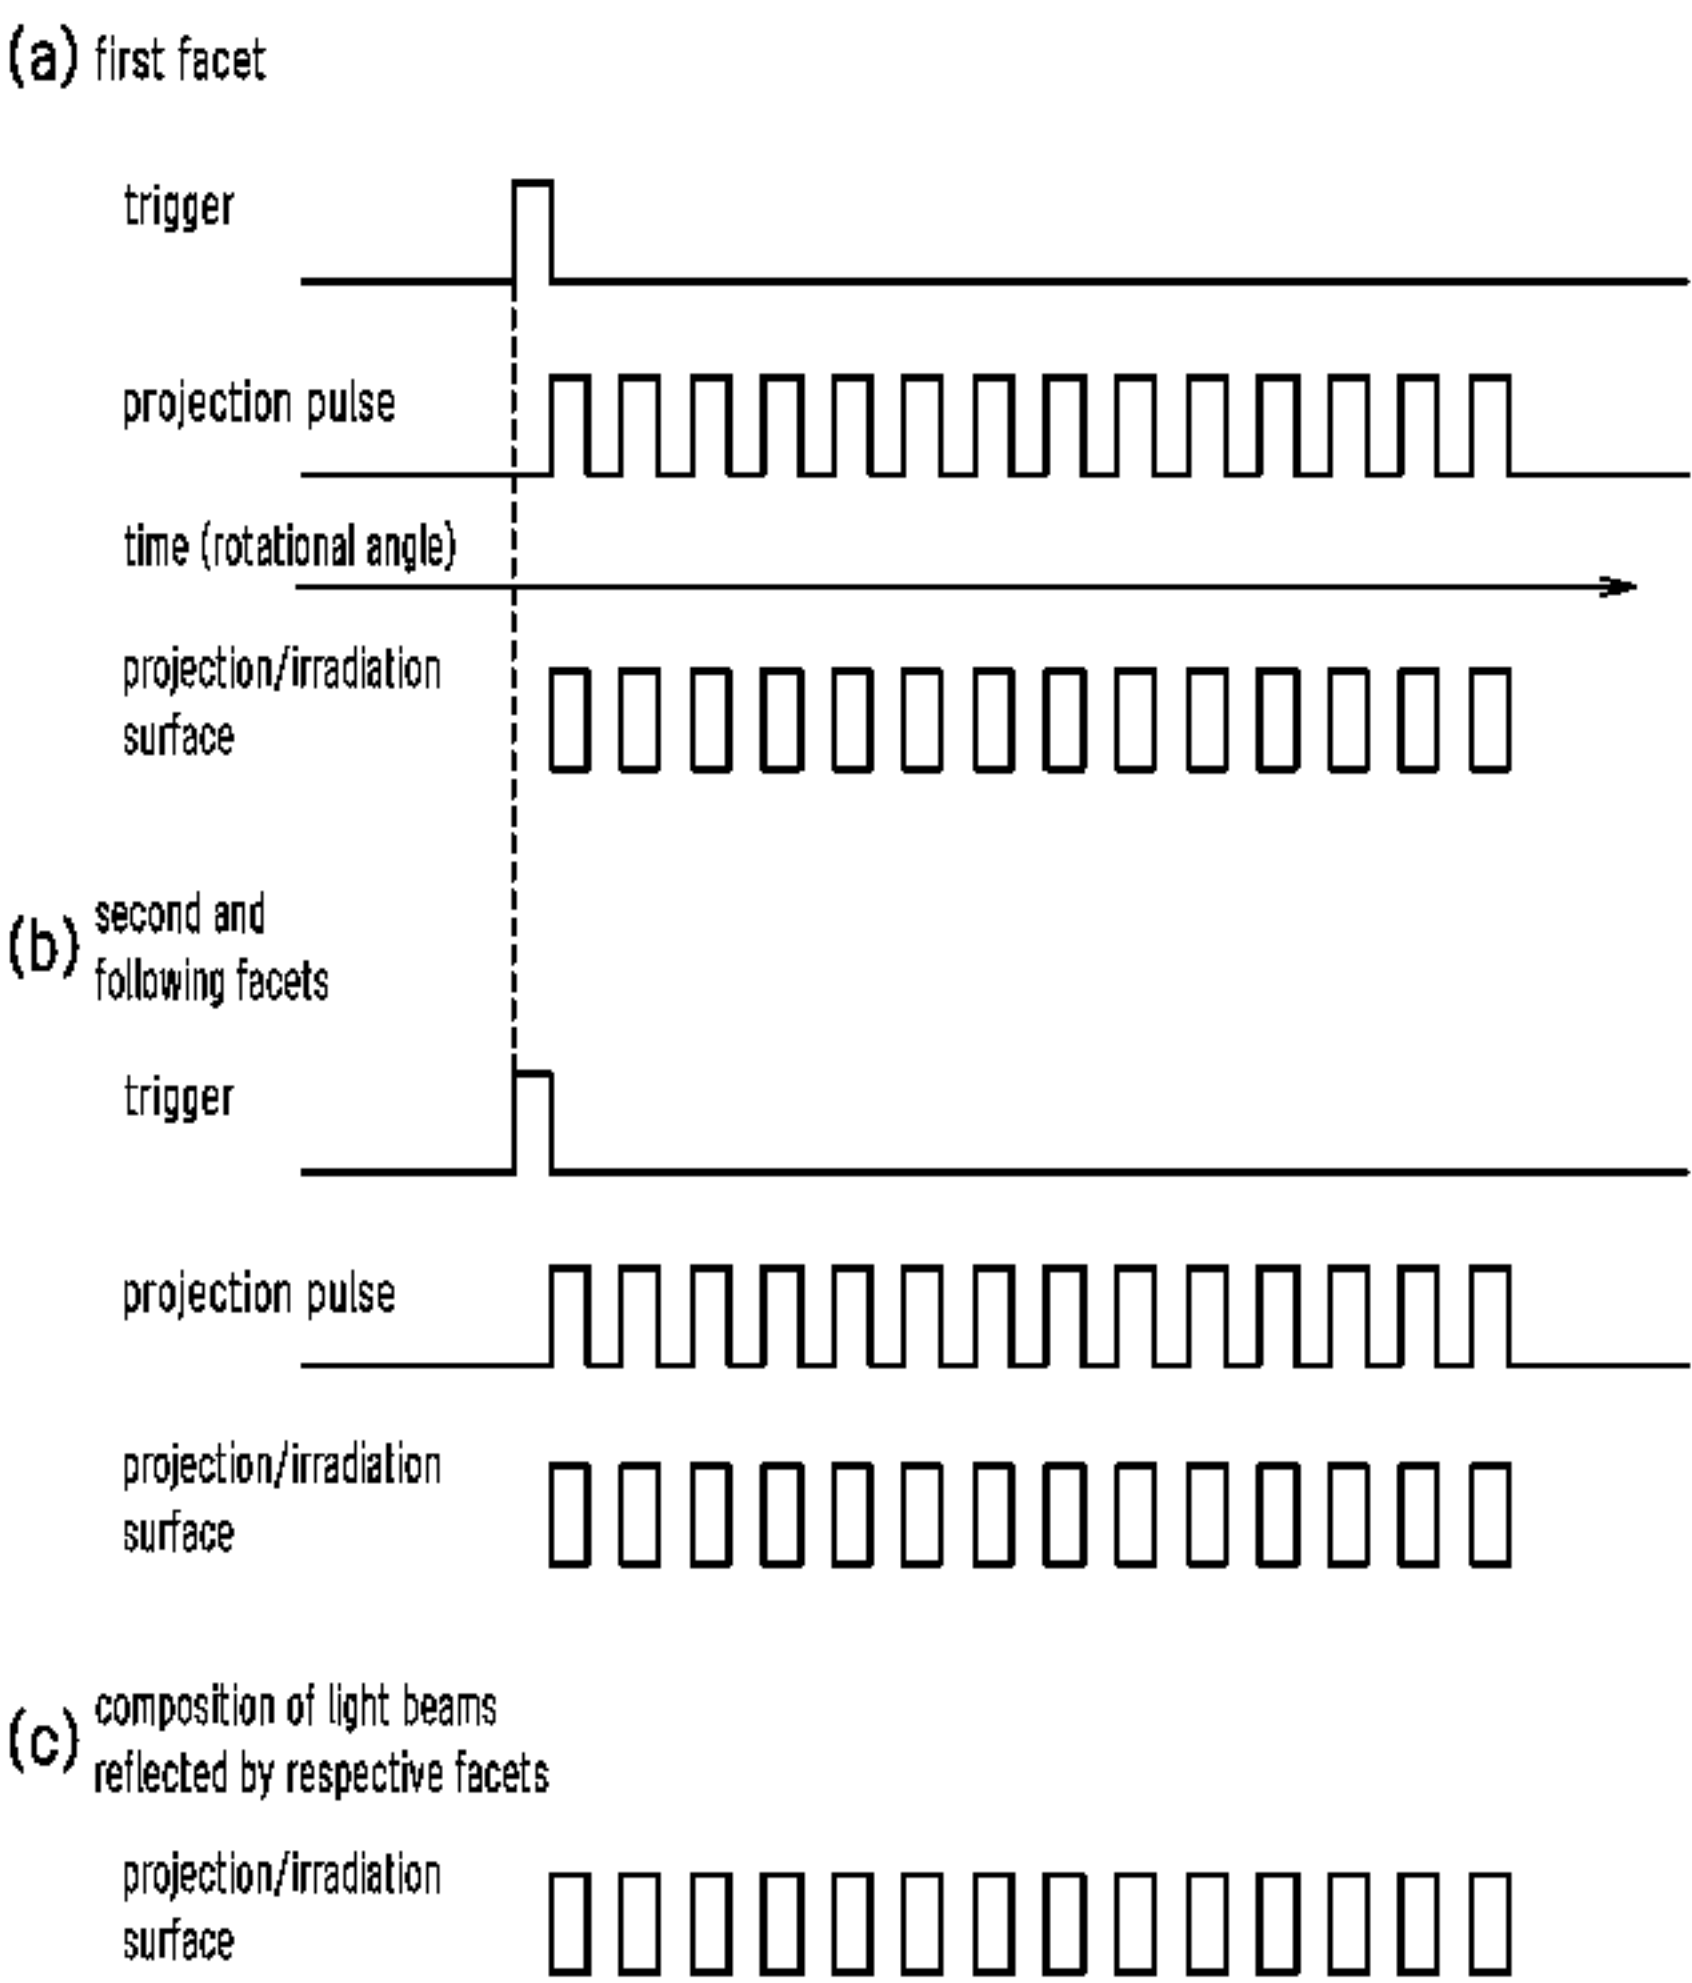 (a) first facet
trigger
projection pulse
time (rotational angle)
projection/irradiation
surface
(b) second and
following facets
trigger
projection pulse
projection/irradiation
surface
(c) composition of light beams
reflected by respective facets
projection/irradiation
surface